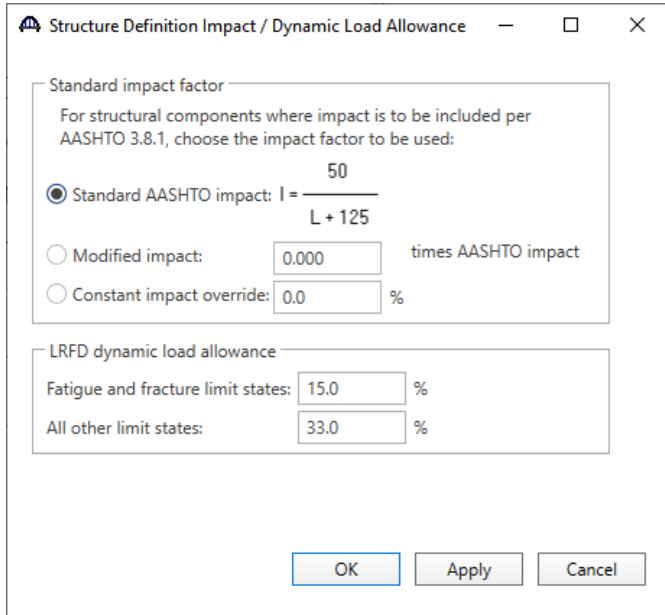 Structure Definition Impact / Dynamic Load Allowance
Standard impact factor
For structural components where impact is to be included per
AASHTO 3.8.1, choose the impact factor to be used:
50
Standard AASHTO impact: I =
L + 125
Modified impact: 0.000 times AASHTO impact
Constant impact override: 0.0 %
LRFD dynamic load allowance
Fatigue and fracture limit states: 15.0 %
All other limit states: 33.0 %
OK Apply Cancel